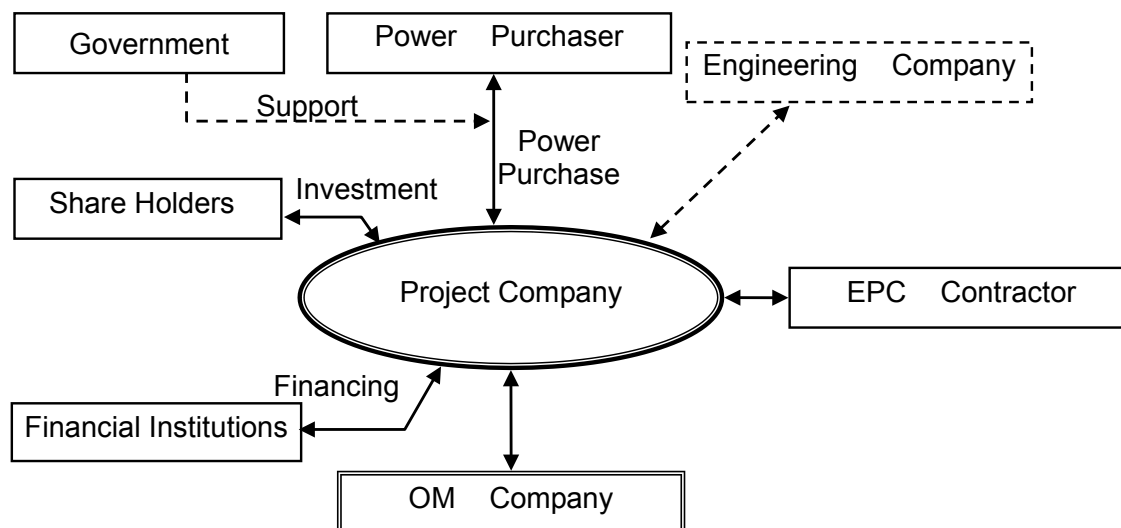 Government
Power Purchaser
Engineering Company
Support
Power
Purchase
Share Holders
Investment
Project Company
EPC Contractor
Financing
Financial Institutions
OM Company